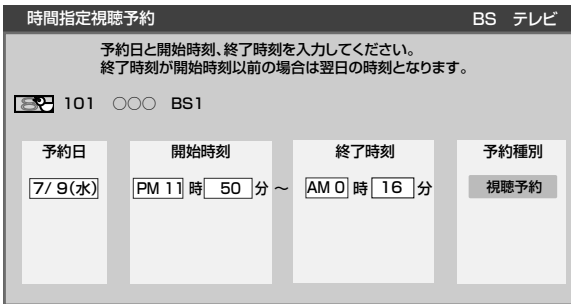 時間指定視聴予約 BS テレビ
予約日と開始時刻、終了時刻を入力してください。
終了時刻が開始時刻以前の場合は翌日の時刻となります。
101 ○○○ BS1
予約日 開始時刻 終了時刻 予約種別
7/ 9(水) PM 11 時 50 分 ～ AM 0 時 16 分 視聴予約